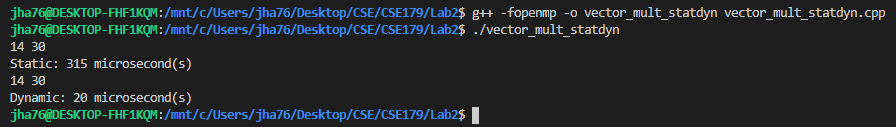 jha76@DESKTOP-FHF1KQM:/mnt/c/Users/jha76/Desktop/CSE/CSE179/Lab2$ g++ -fopenmp -o vector_mult_statdyn vector_mult_statdyn.cpp
jha76@DESKTOP-FHF1KQM:/mnt/c/Users/jha76/Desktop/CSE/CSE179/Lab2$ ./vector_mult_statdyn
14 30
Static: 315 microsecond(s)
14 30
Dynamic: 20 microsecond(s)
jha76@DESKTOP-FHF1KQM:/mnt/c/Users/jha76/Desktop/CSE/CSE179/Lab2$